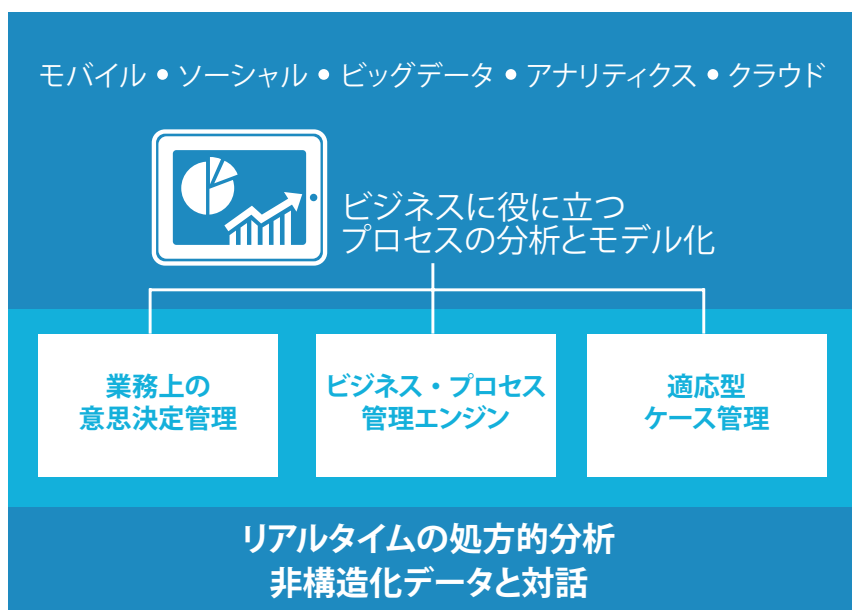 モバイル • ソーシャル • ビッグデータ • アナリティクス • クラウド
ビジネスに役に立つ
プロセスの分析とモデル化
業務上の
意思決定管理
ビジネス・プロセス
管理エンジン
適応型
ケース管理
リアルタイムの処方的分析
非構造化データと対話